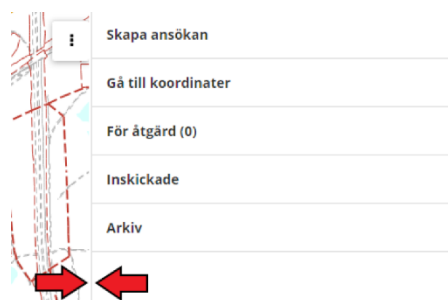 Skapa ansökan
Gå till koordinater
För åtgärd (0)
Inskickade
Arkiv